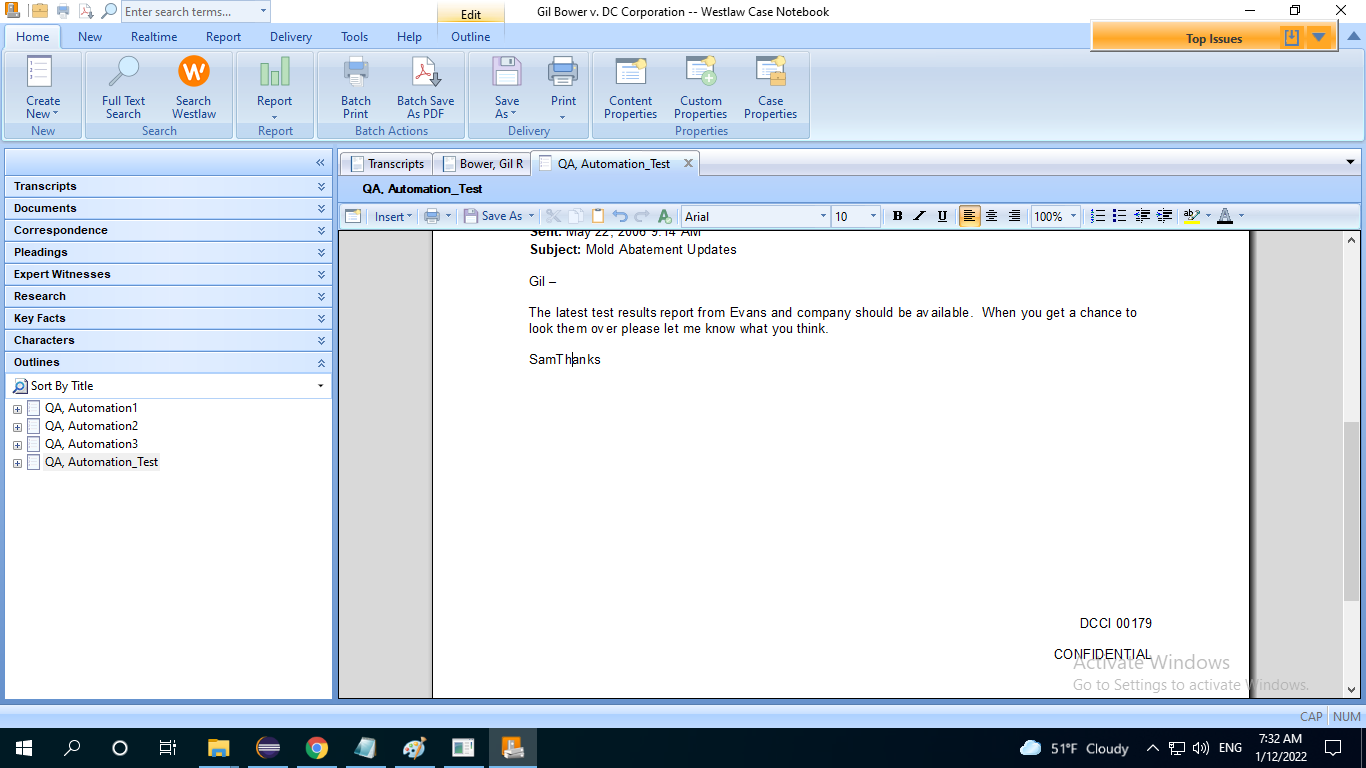 Enter search terms...
Edit
Gil Bower v. DC Corporation -- Westlaw Case Notebook
Home New Realtime Report Delivery Tools Help Outline
Top Issues
Create New
Full Text Search
Search Westlaw
Report
Batch Print
Batch Save As PDF
Save As
Print
Content Properties
Custom Properties
Case Properties
New Search Report Batch Actions Delivery Properties
Transcripts
Documents
Correspondence
Pleadings
Expert Witnesses
Research
Key Facts
Characters
Outlines
Sort By Title
QA, Automation1
QA, Automation2
QA, Automation3
QA, Automation_Test
Transcripts Bower, Gil R QA, Automation_Test
QA, Automation_Test
Insert Save As Arial 10 B I U 100% ab A
Sent: May 22, 2006 9:14 AM
Subject: Mold Abatement Updates
Gil –
The latest test results report from Evans and company should be available. When you get a chance to
look them over please let me know what you think.
SamThanks
DCCI 00179
CONFIDENTIAL
Activate Windows
Go to Settings to activate Windows.
CAP NUM
51°F Cloudy
ENG
7:32 AM
1/12/2022